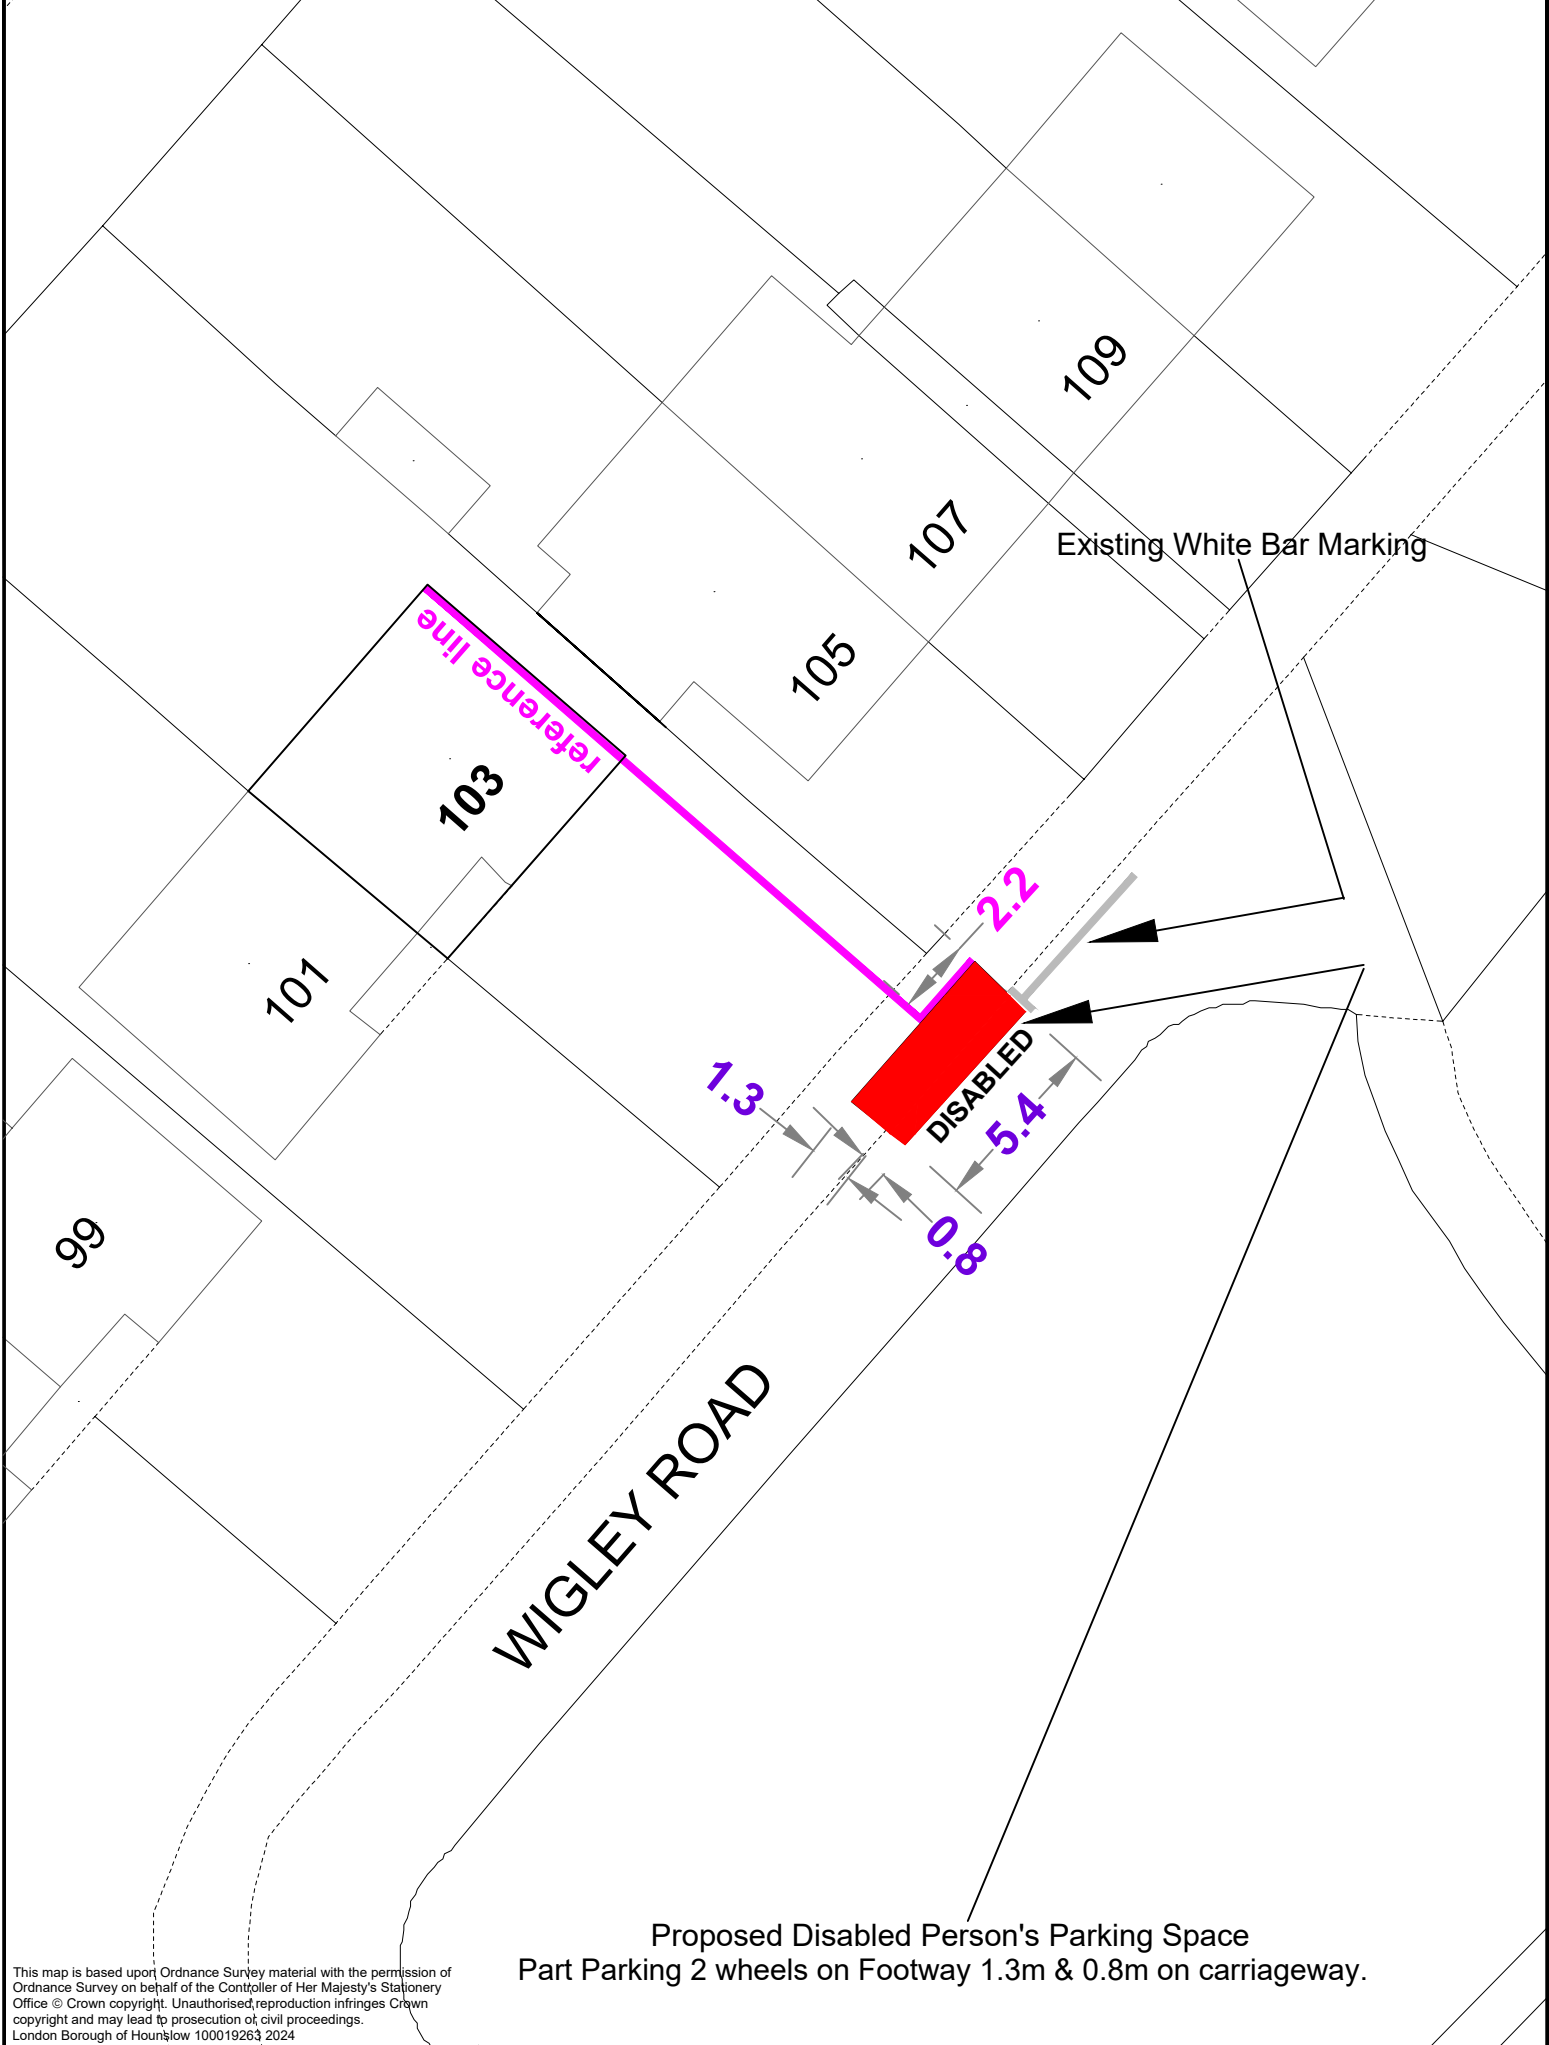 109
107
Existing White Bar Marking
105
reference line
103
2.2
101
DISABLED
1.3
5.4
99
0.8
WIGLEY ROAD
Proposed Disabled Person's Parking Space
Part Parking 2 wheels on Footway 1.3m & 0.8m on carriageway.
This map is based upon Ordnance Survey material with the permission of
Ordnance Survey on behalf of the Controller of Her Majesty's Stationery
Office © Crown copyright. Unauthorised reproduction infringes Crown
copyright and may lead to prosecution or civil proceedings.
London Borough of Hounslow 100019263 2024